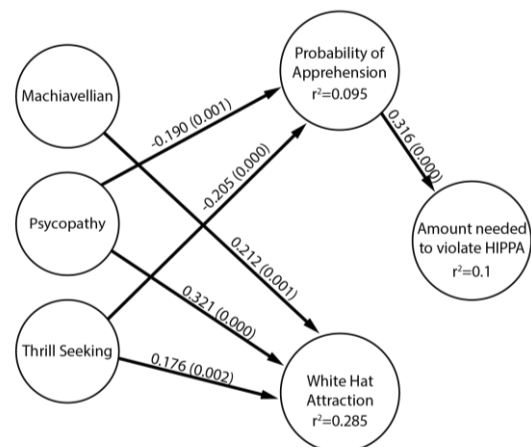 Probability of
Apprehension
r²=0.095
Machiavellian
-0.190 (0.001)
0.316 (0.000)
-0.205 (0.000)
Psycopathy
Amount needed
to violate HIPPA
r²=0.1
0.212 (0.001)
0.321 (0.000)
Thrill Seeking
0.176 (0.002)
White Hat
Attraction
r²=0.285